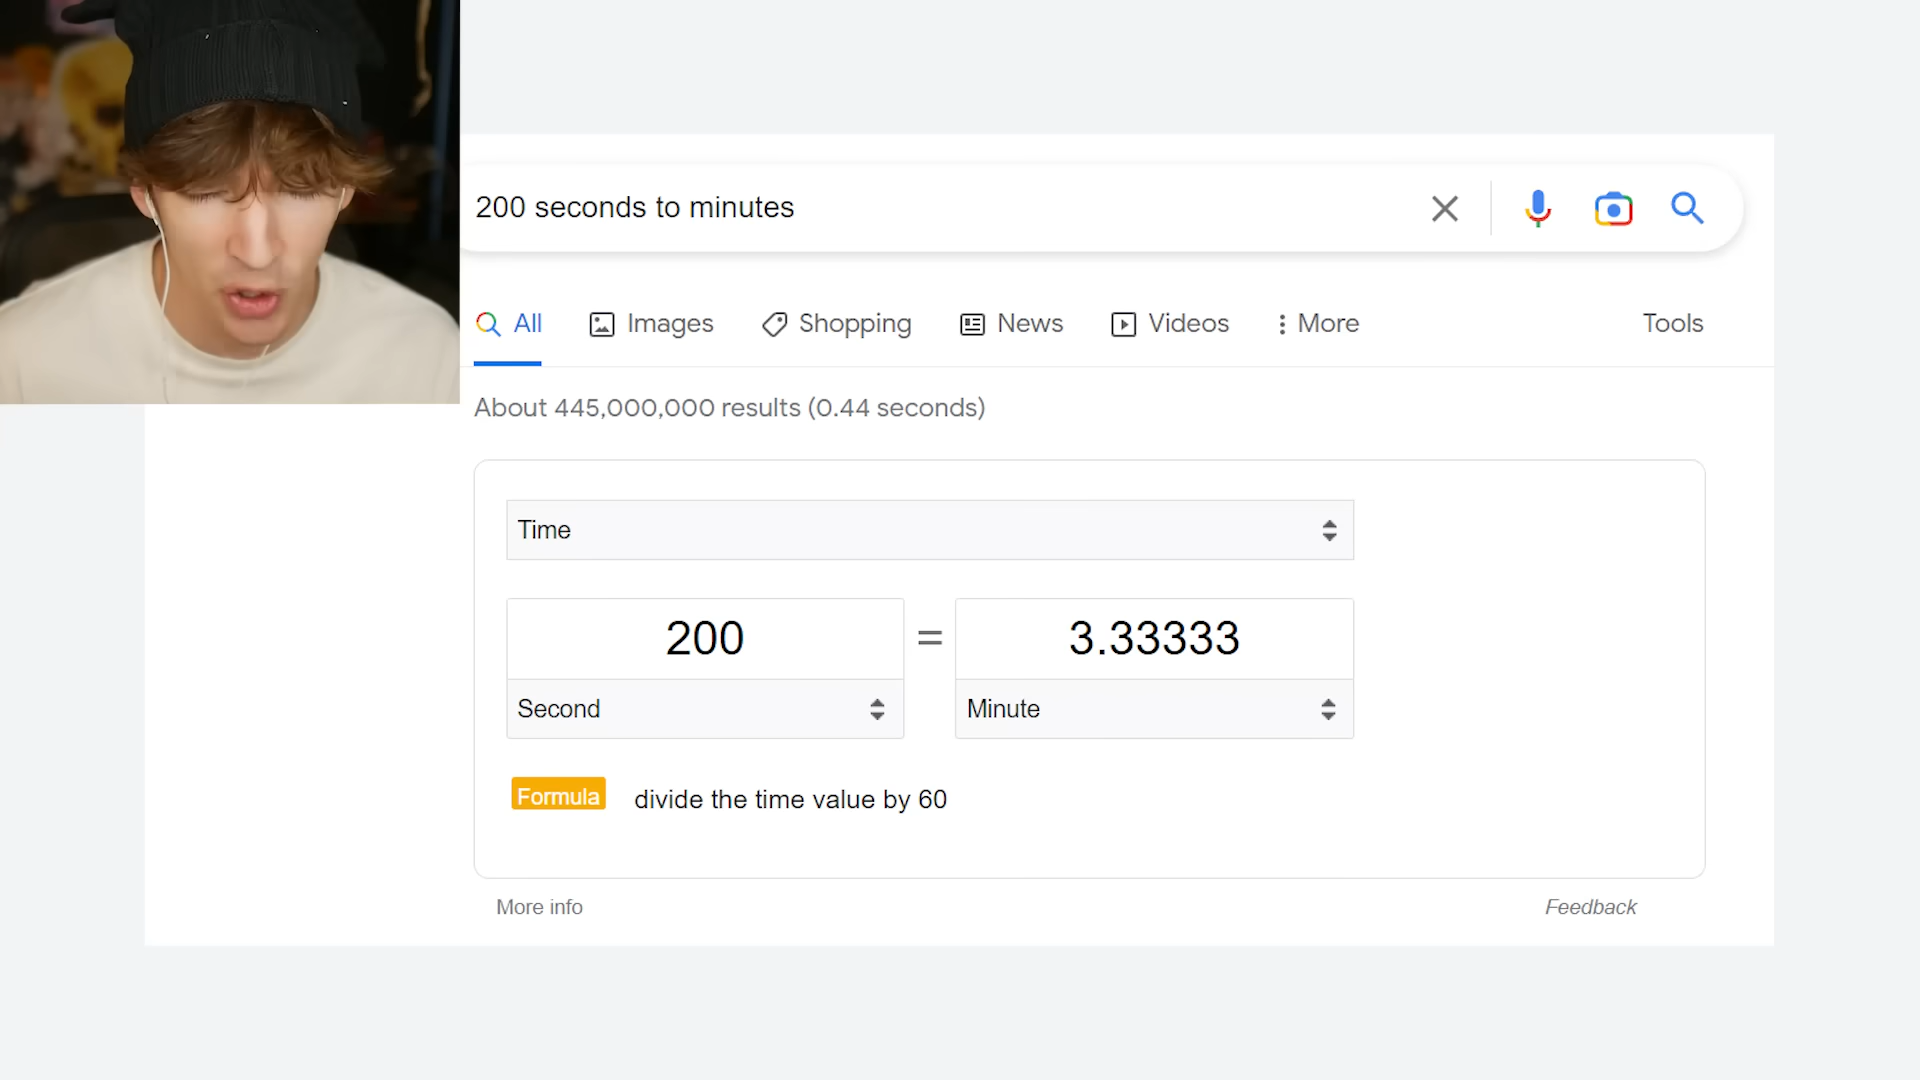 200 seconds to minutes
All Images Shopping News Videos More Tools
About 445,000,000 results (0.44 seconds)
Time
200 = 3.33333
Second Minute
Formula divide the time value by 60
More info Feedback